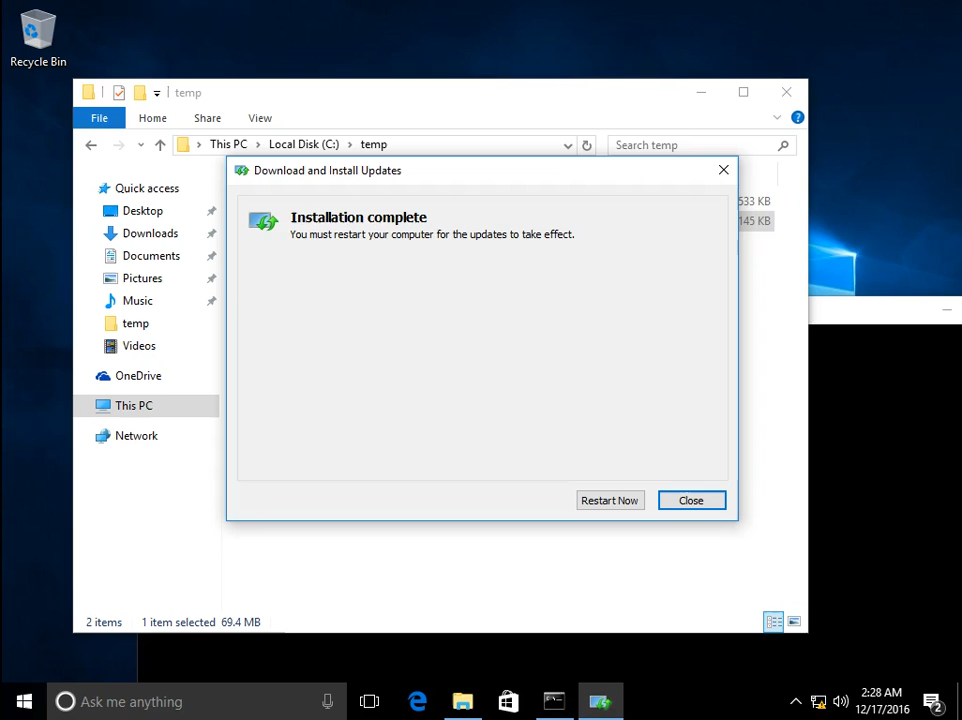 Recycle Bin
temp
File Home Share View
This PC Local Disk (C:) temp
Search temp
Download and Install Updates
Quick access
Desktop
Downloads
Documents
Pictures
Music
temp
Videos
OneDrive
This PC
Network
533 KB
145 KB
Installation complete
You must restart your computer for the updates to take effect.
Restart Now Close
2 items 1 item selected 69.4 MB
Ask me anything
2:28 AM
12/17/2016
2